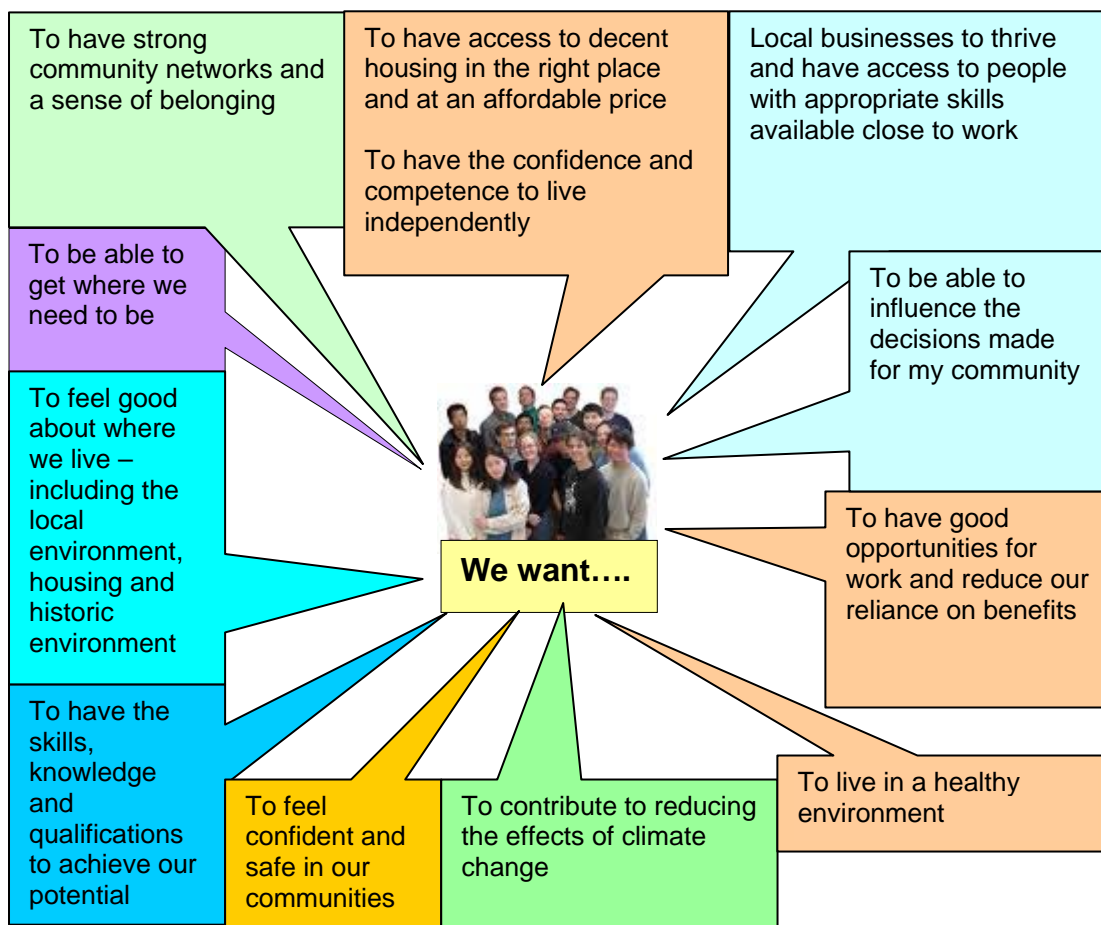 To have strong
community networks and
a sense of belonging
To have access to decent
housing in the right place
and at an affordable price
To have the confidence and
competence to live
independently
Local businesses to thrive
and have access to people
with appropriate skills
available close to work
To be able to
get where we
need to be
To be able to
influence the
decisions made
for my community
To feel good
about where
we live –
including the
local
environment,
housing and
historic
environment
We want….
To have good
opportunities for
work and reduce our
reliance on benefits
To have the
skills,
knowledge
and
qualifications
to achieve our
potential
To feel
confident and
safe in our
communities
To contribute to reducing
the effects of climate
change
To live in a healthy
environment